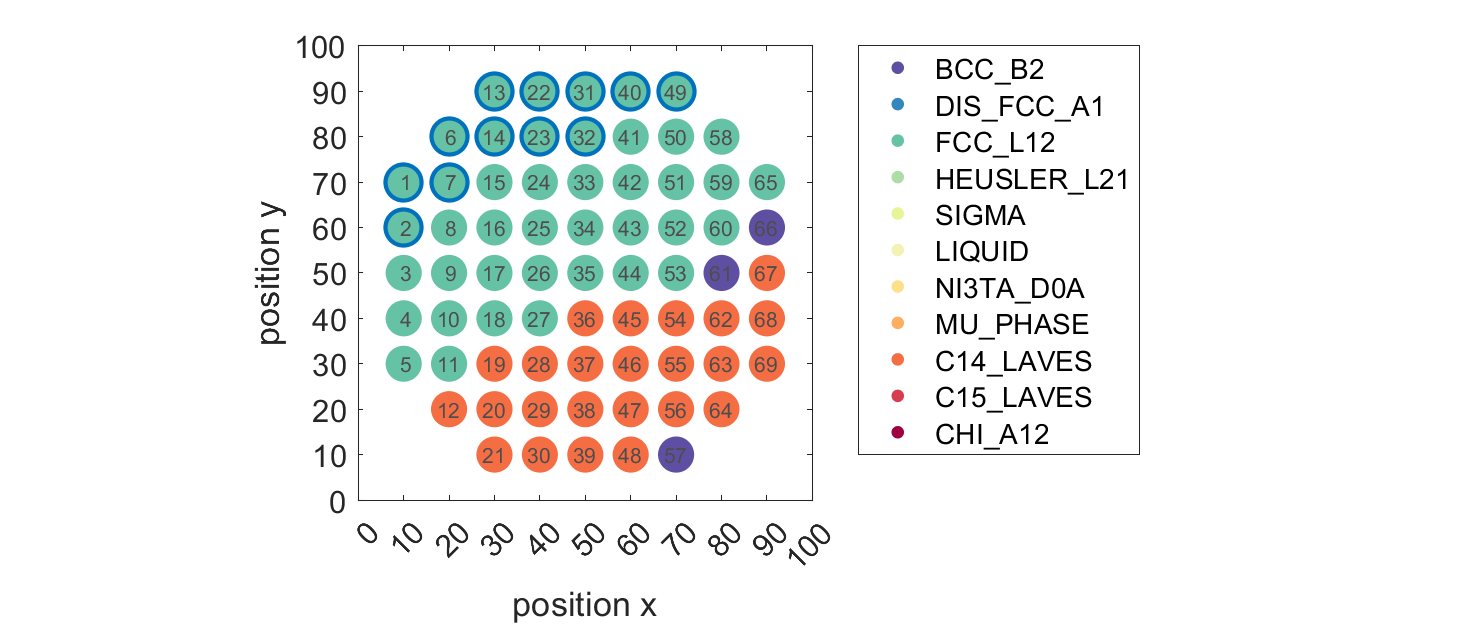 100
90
80
70
60
50
40
30
20
10
0
position y
13 22 31 40 49
6 14 23 32 41 50 58
1 7 15 24 33 42 51 59 65
2 8 16 25 34 43 52 60 66
3 9 17 26 35 44 53 61 67
4 10 18 27 36 45 54 62 68
5 11 19 28 37 46 55 63 69
12 20 29 38 47 56 64
21 30 39 48 57
0 10 20 30 40 50 60 70 80 90 100
position x
BCC_B2
DIS_FCC_A1
FCC_L12
HEUSLER_L21
SIGMA
LIQUID
NI3TA_D0A
MU_PHASE
C14_LAVES
C15_LAVES
CHI_A12